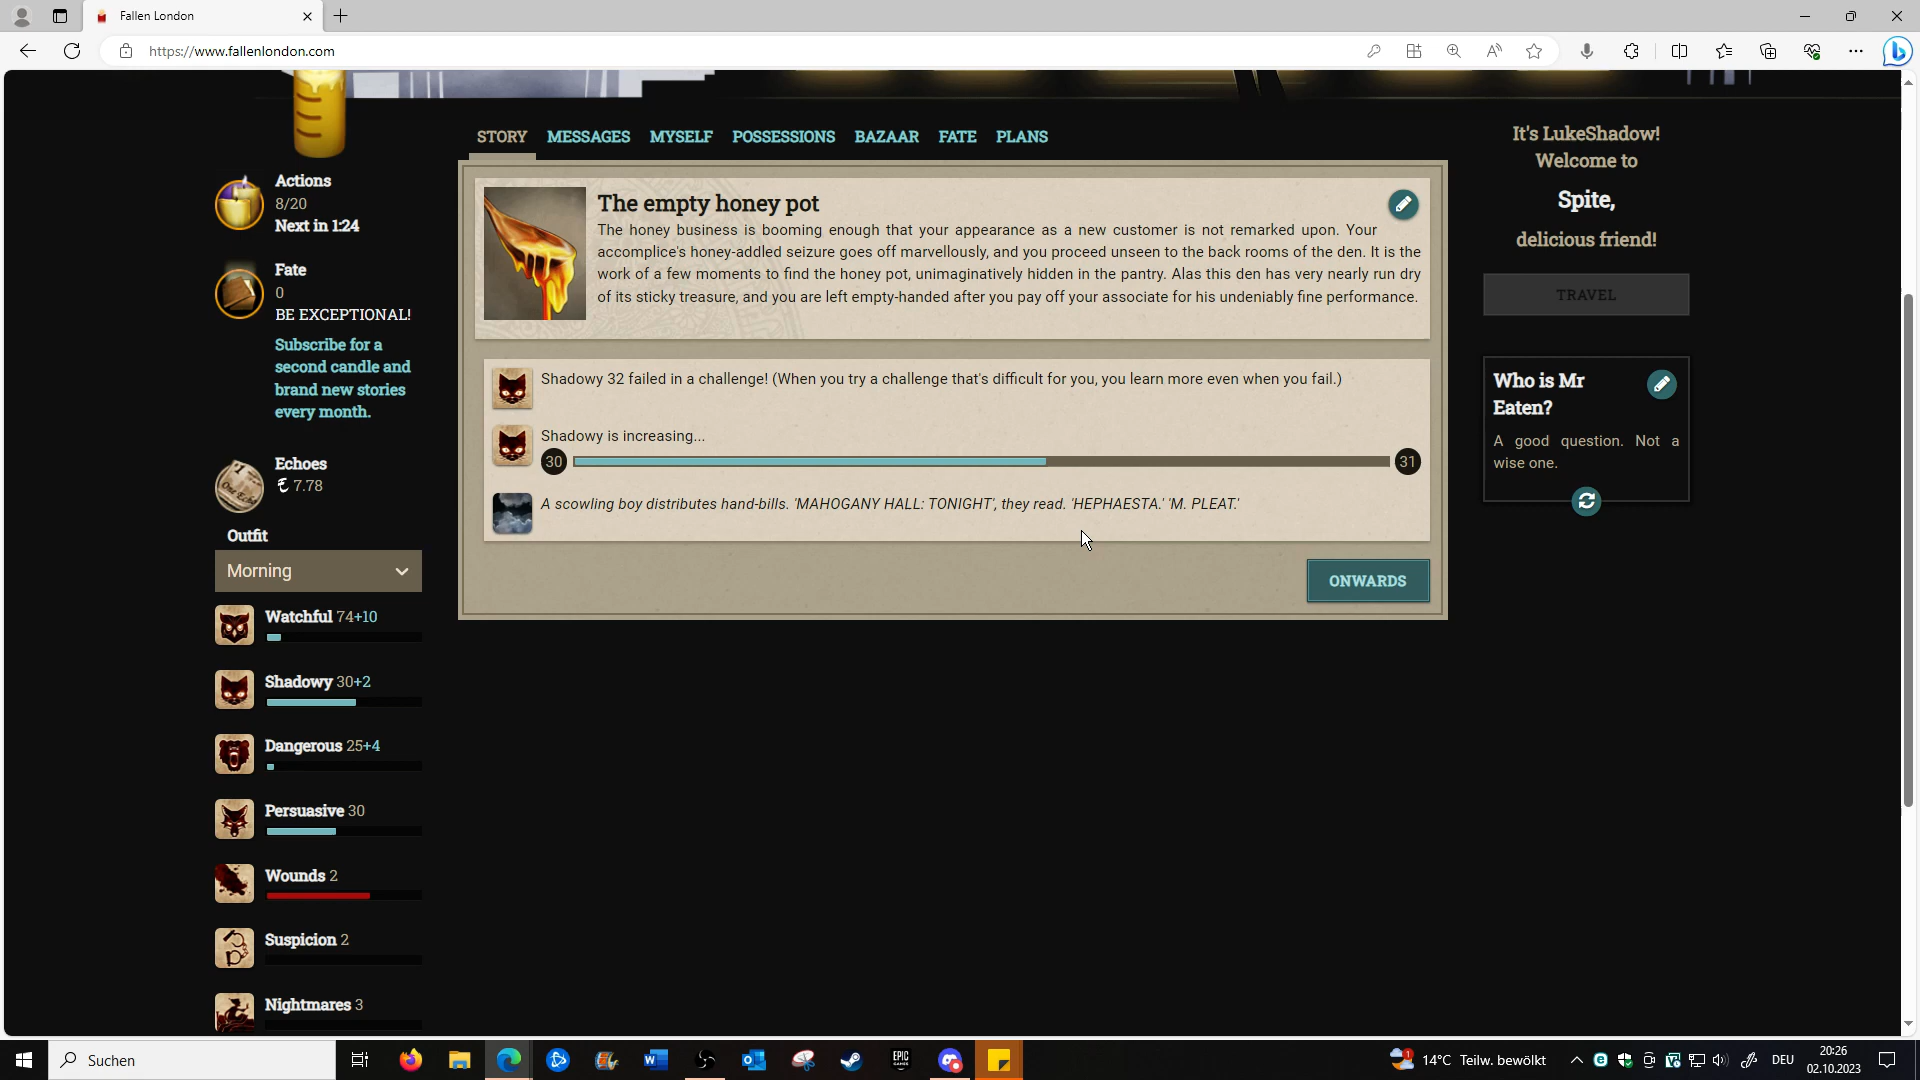 Fallen London
https://www.fallenlondon.com
STORY MESSAGES MYSELF POSSESSIONS BAZAAR FATE PLANS
Actions
8/20
Next in 1:24
Fate
0
BE EXCEPTIONAL!
Subscribe for a
second candle and
brand new stories
every month.
Echoes
7.78
Outfit
Morning
Watchful 74+10
Shadowy 30+2
Dangerous 25+4
Persuasive 30
Wounds 2
Suspicion 2
Nightmares 3
The empty honey pot
The honey business is booming enough that your appearance as a new customer is not remarked upon. Your
accomplice's honey-addled seizure goes off marvellously, and you proceed unseen to the back rooms of the den. It is the
work of a few moments to find the honey pot, unimaginatively hidden in the pantry. Alas this den has very nearly run dry
of its sticky treasure, and you are left empty-handed after you pay off your associate for his undeniably fine performance.
Shadowy 32 failed in a challenge! (When you try a challenge that's difficult for you, you learn more even when you fail.)
Shadowy is increasing...
30 31
A scowling boy distributes hand-bills. 'MAHOGANY HALL: TONIGHT', they read. 'HEPHAESTA.' 'M. PLEAT.'
ONWARDS
It's LukeShadow!
Welcome to
Spite,
delicious friend!
TRAVEL
Who is Mr
Eaten?
A good question. Not a
wise one.
Suchen
14°C Teilw. bewölkt
DEU
20:26
02.10.2023